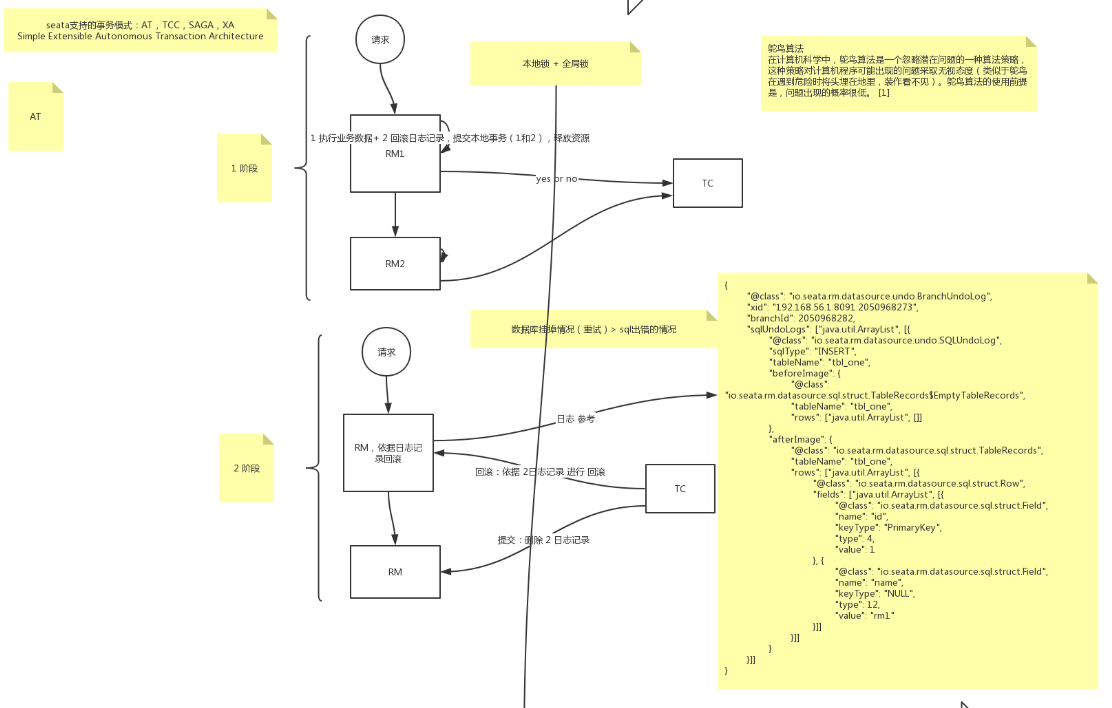 seata支持的事务模式：AT，TCC，SAGA，XA
Simple Extensible Autonomous Transaction Architecture
AT
请求
本地锁 + 全局锁
鸵鸟算法
在计算机科学中，鸵鸟算法是一个忽略潜在问题的一种算法策略，
这种策略对计算机程序可能出现的问题采取无视态度（类似于鸵鸟
在遇到危险时将头埋在地里，装作看不见）。鸵鸟算法的使用前提
是，问题出现的概率很低。 [1]
1 阶段
1 执行业务数据+ 2 回滚日志记录，提交本地事务（1和2），释放资源
RM1
yes or no
TC
RM2
数据库挂掉情况（重试）> sql出错的情况
请求
2 阶段
RM，依据日志记
录回滚
日志 参考
回滚：依据 2日志记录 进行 回滚
TC
提交：删除 2 日志记录
RM
{
"@class": "io.seata.rm.datasource.undo.BranchUndoLog",
"xid": "192.168.56.1:8091:2050968273",
"branchId": 2050968282,
"sqlUndoLogs": ["java.util.ArrayList", [{
"@class": "io.seata.rm.datasource.undo.SQLUndoLog",
"sqlType": "INSERT",
"tableName": "tbl_one",
"beforeImage": {
"@class":
"io.seata.rm.datasource.sql.struct.TableRecords$EmptyTableRecords",
"tableName": "tbl_one",
"rows": ["java.util.ArrayList", []]
},
"afterImage": {
"@class": "io.seata.rm.datasource.sql.struct.TableRecords",
"tableName": "tbl_one",
"rows": ["java.util.ArrayList", [{
"@class": "io.seata.rm.datasource.sql.struct.Row",
"fields": ["java.util.ArrayList", [{
"@class": "io.seata.rm.datasource.sql.struct.Field",
"name": "id",
"keyType": "PrimaryKey",
"type": 4,
"value": 1
}, {
"@class": "io.seata.rm.datasource.sql.struct.Field",
"name": "name",
"keyType": "NULL",
"type": 12,
"value": "rm1"
}]]
}]]
}
}]]
}